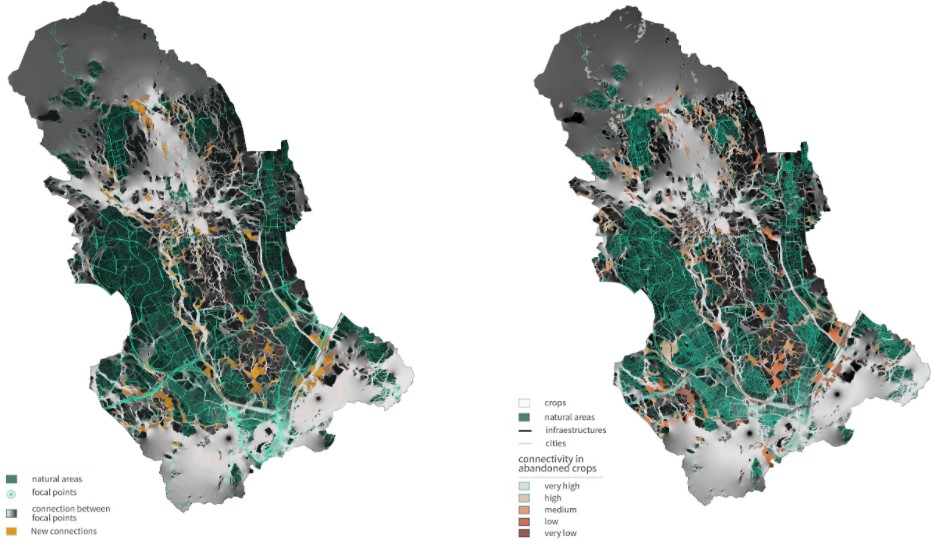 natural areas
focal points
connection between
focal points
New connections
crops
natural areas
infraestructures
cities
connectivity in
abandoned crops
very high
high
medium
low
very low